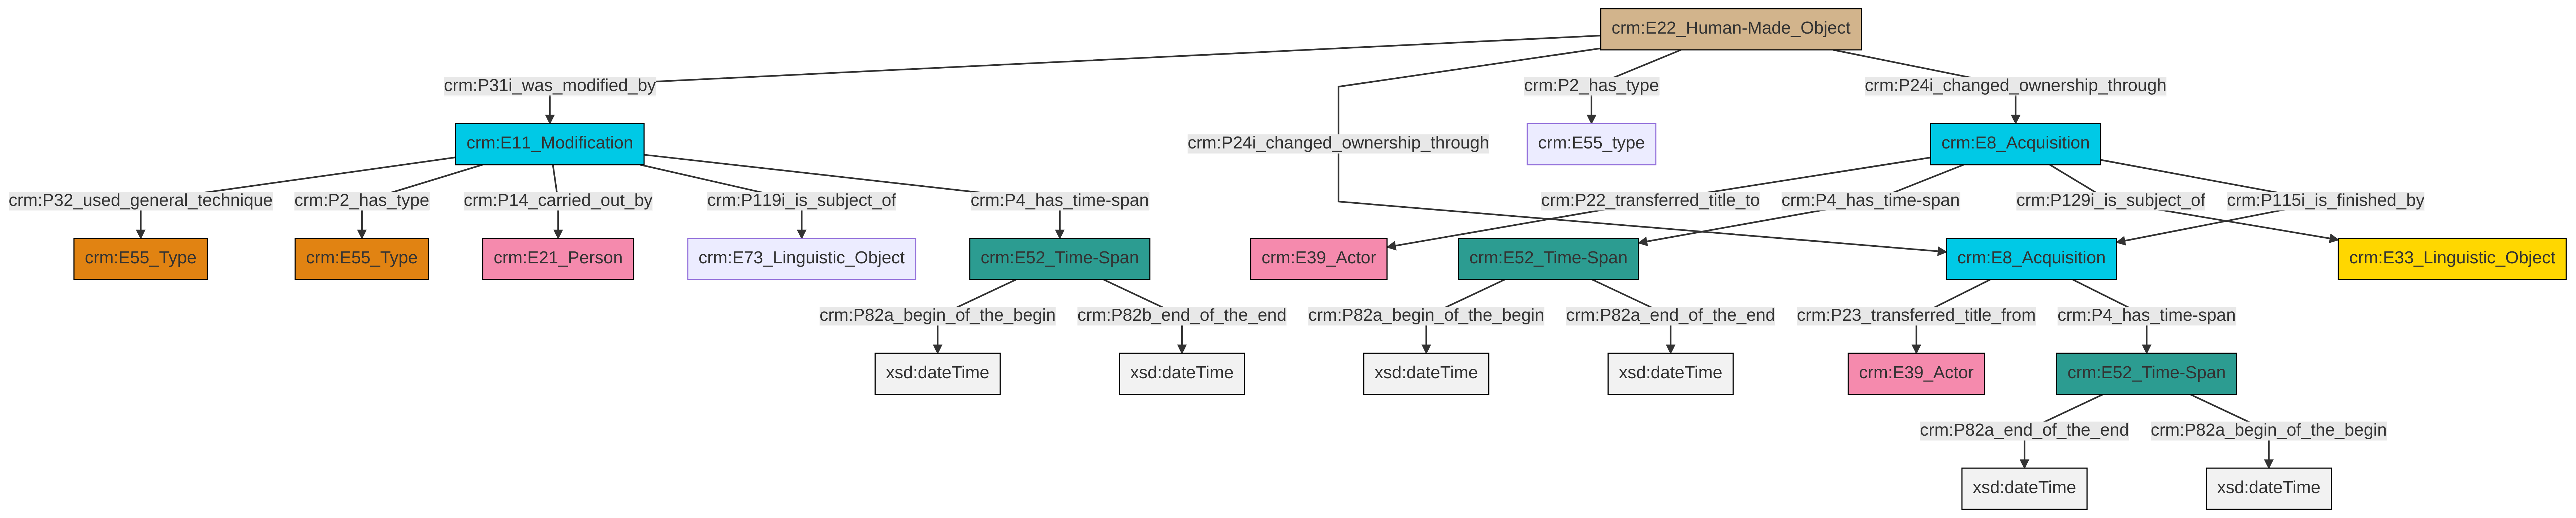 crm:E22_Human-Made_Object
crm:P31i_was_modified_by
crm:P2_has_type
crm:P24i_changed_ownership_through
crm:E11_Modification
crm:P24i_changed_ownership_through
crm:E55_type
crm:E8_Acquisition
crm:P32_used_general_technique
crm:P2_has_type
crm:P14_carried_out_by
crm:P119i_is_subject_of
crm:P4_has_time-span
crm:P22_transferred_title_to
crm:P4_has_time-span
crm:P129i_is_subject_of
crm:P115i_is_finished_by
crm:E55_Type
crm:E55_Type
crm:E21_Person
crm:E73_Linguistic_Object
crm:E52_Time-Span
crm:E39_Actor
crm:E52_Time-Span
crm:E8_Acquisition
crm:E33_Linguistic_Object
crm:P82a_begin_of_the_begin
crm:P82b_end_of_the_end
crm:P82a_begin_of_the_begin
crm:P82a_end_of_the_end
crm:P23_transferred_title_from
crm:P4_has_time-span
xsd:dateTime
xsd:dateTime
xsd:dateTime
xsd:dateTime
crm:E39_Actor
crm:E52_Time-Span
crm:P82a_end_of_the_end
crm:P82a_begin_of_the_begin
xsd:dateTime
xsd:dateTime